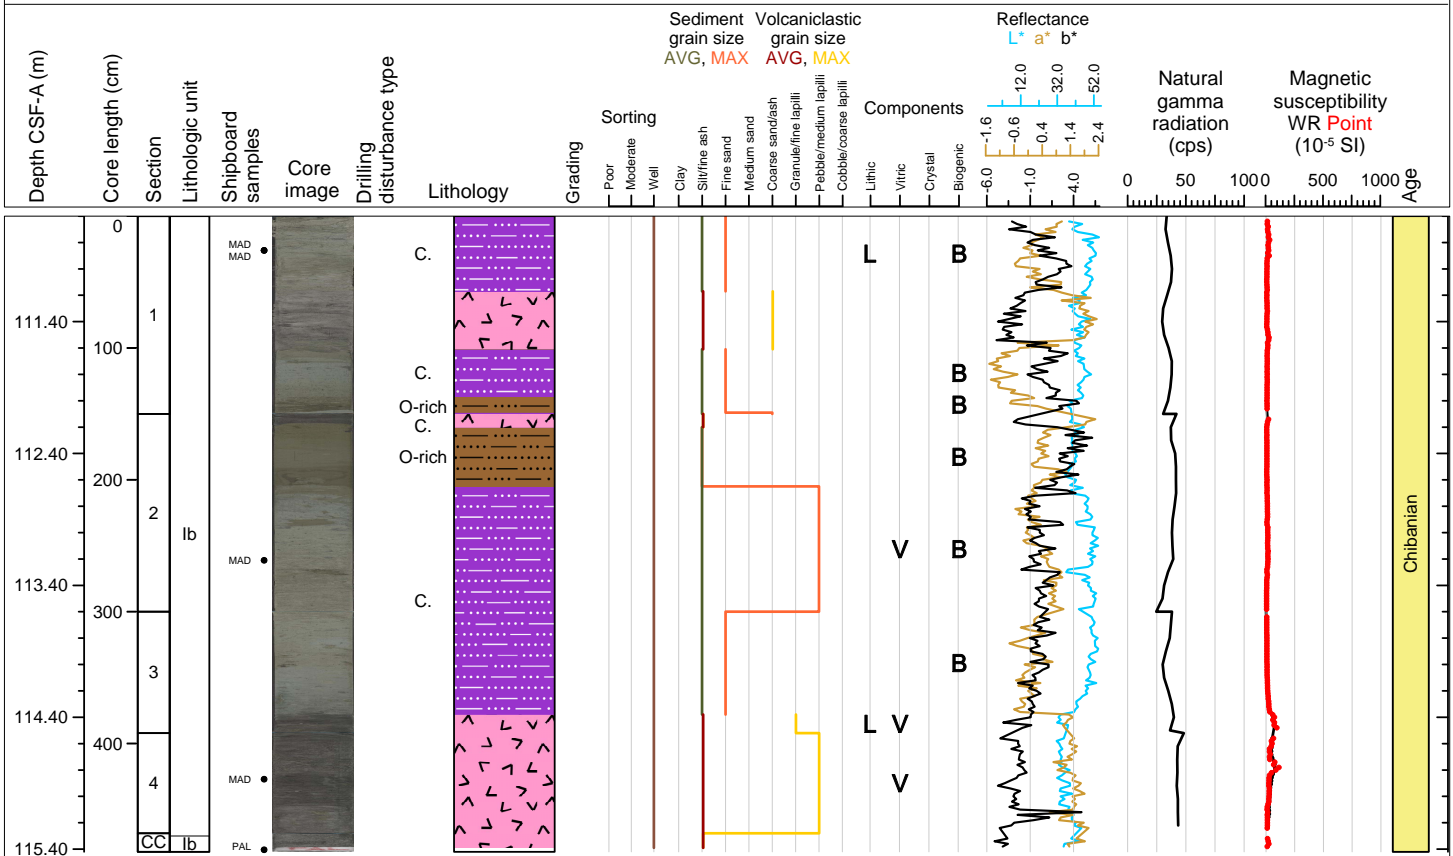 Depth CSF-A (m)
Core length (cm)
Section
Lithologic unit
Shipboard
samples
Core
image
Drilling
disturbance type
Lithology
Grading
Sorting
Poor
Moderate
Well
Sediment
grain size
AVG, MAX
Volcaniclastic
grain size
AVG, MAX
Clay
Silt/fine ash
Fine sand
Medium sand
Coarse sand/ash
Granule/fine lapilli
Pebble/medium lapilli
Cobble/coarse lapilli
Components
Lithic
Vitric
Crystal
Biogenic
Reflectance
L* a* b*
12.0 32.0 52.0
-1.6 -0.6 0.4 1.4 2.4
-6.0 -1.0 4.0
Natural
gamma
radiation
(cps)
0 50 100
Magnetic
susceptibility
WR Point
(10-5 SI)
0 500 1000
Age
0
MAD
MAD
C.
L
B
1
111.40
100
C.
B
O-rich
B
C.
112.40
O-rich
B
200
2
Ib
MAD
V
B
113.40
C.
300
Chibanian
3
B
114.40
L
V
400
4
MAD
V
CC
Ib
PAL
115.40